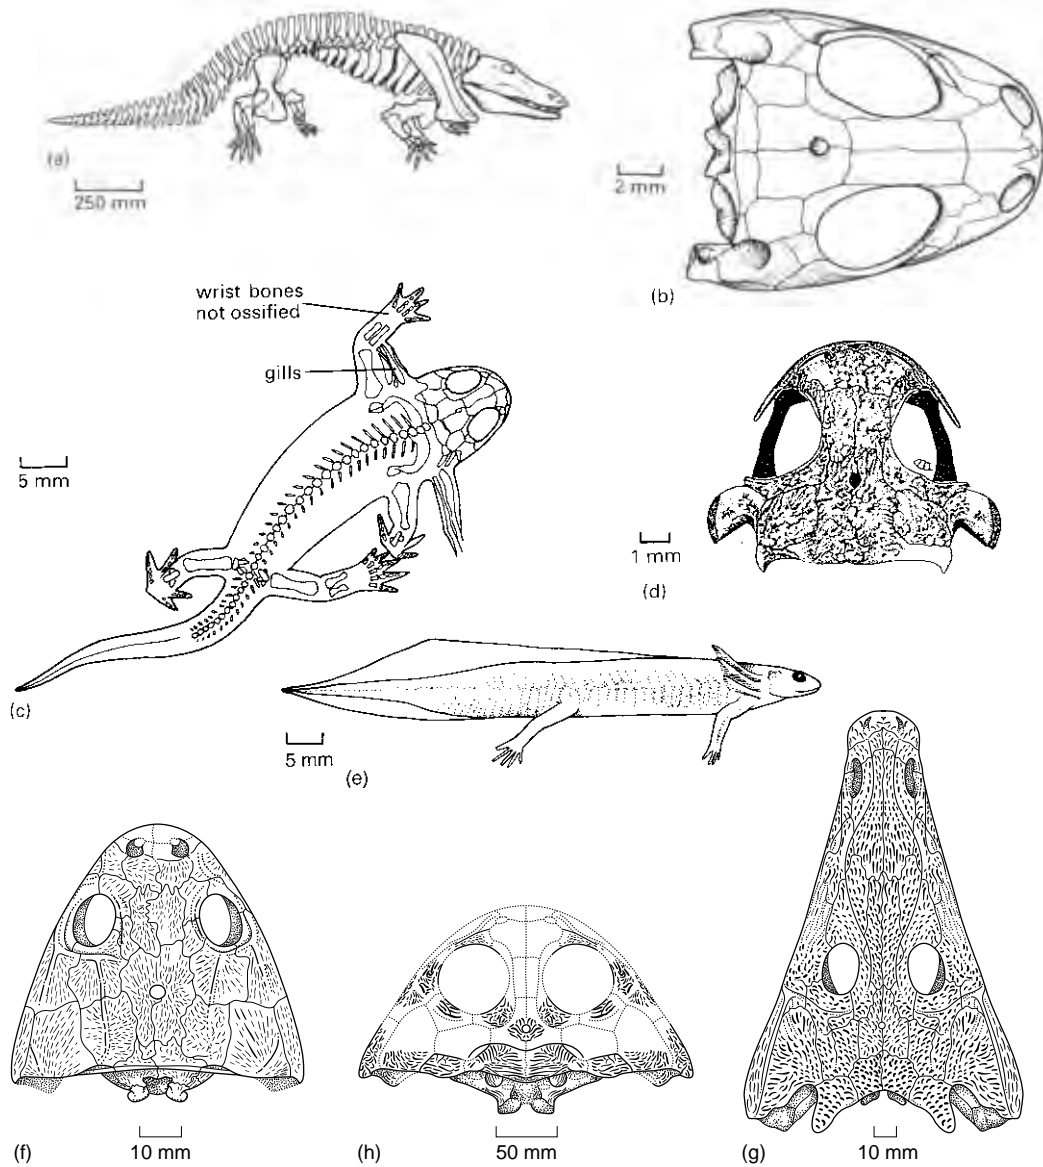 (a)
250 mm
2 mm
(b)
wrist bones
not ossified
gills
5 mm
(c)
1 mm
(d)
5 mm
(e)
(f)
10 mm
(h)
50 mm
(g)
10 mm